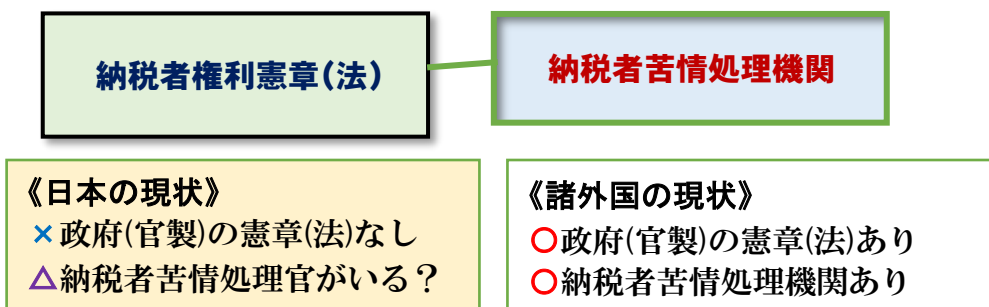 納税者権利憲章(法)
納税者苦情処理機関
《日本の現状》
×政府(官製)の憲章(法)なし
△納税者苦情処理官がいる？
《諸外国の現状》
〇政府(官製)の憲章(法)あり
〇納税者苦情処理機関あり